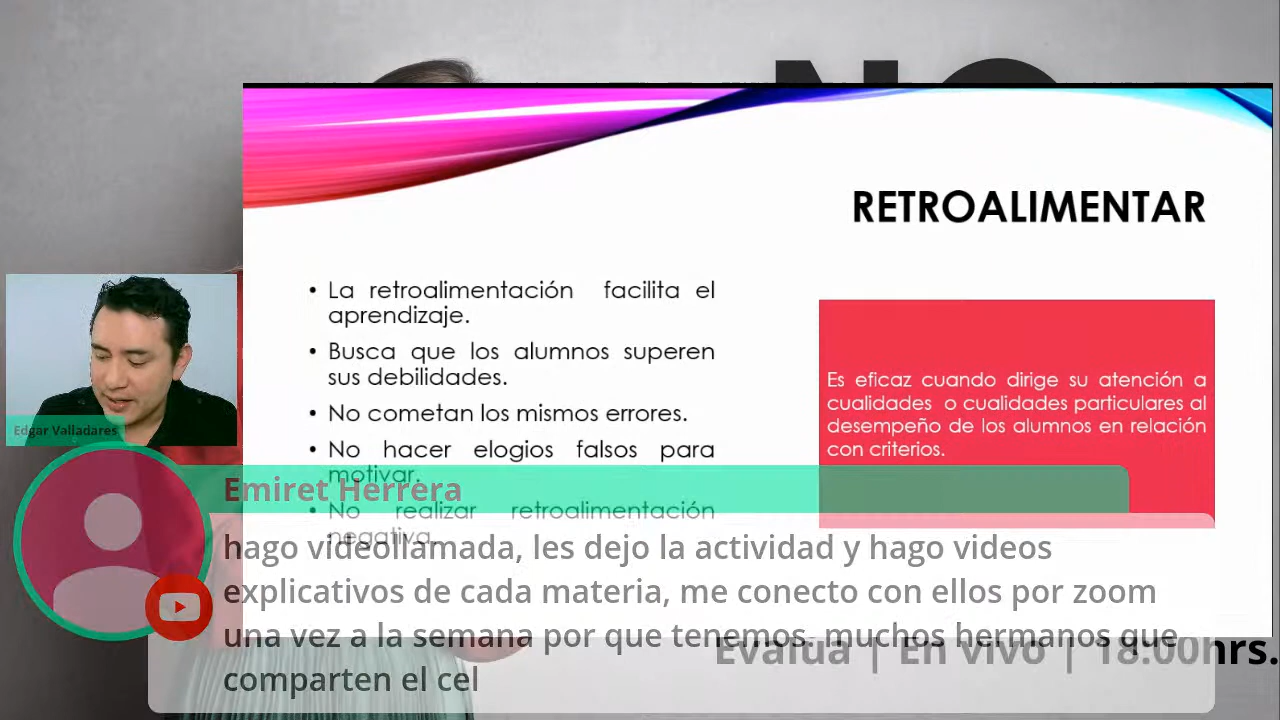 NO
RETROALIMENTAR
• La retroalimentación facilita el
aprendizaje.
• Busca que los alumnos superen
sus debilidades.
• No cometan los mismos errores.
• No hacer elogios falsos para
motivar.
• No realizar retroalimentación
negativa.
Es eficaz cuando dirige su atención a
cualidades o cualidades particulares al
desempeño de los alumnos en relación
con criterios.
Edgar Valladares
Emiret Herrera
hago videollamada, les dejo la actividad y hago videos
explicativos de cada materia, me conecto con ellos por zoom
una vez a la semana por que tenemos. muchos hermanos que
comparten el cel
Evalúa | En vivo | 18:00hrs.